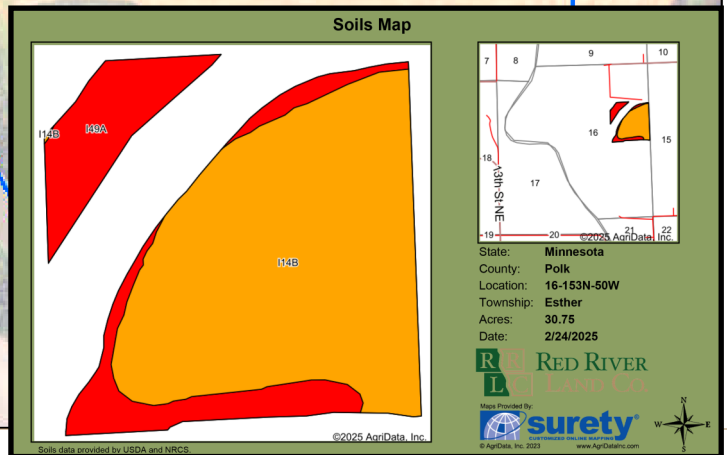 Soils Map
I14B
I49A
I14B
©2025 AgriData, Inc.
Soils data provided by USDA and NRCS.
7
8
9
10
16
15
18
13th St NE
17
19
20
21
22
©2025 AgriData, Inc.
State: Minnesota
County: Polk
Location: 16-153N-50W
Township: Esther
Acres: 30.75
Date: 2/24/2025
R R
L C
RED RIVER
LAND CO.
Maps Provided By:
surety®
CUSTOMIZED ONLINE MAPPING
© AgriData, Inc. 2023
www.AgriDataInc.com
N
W E
S